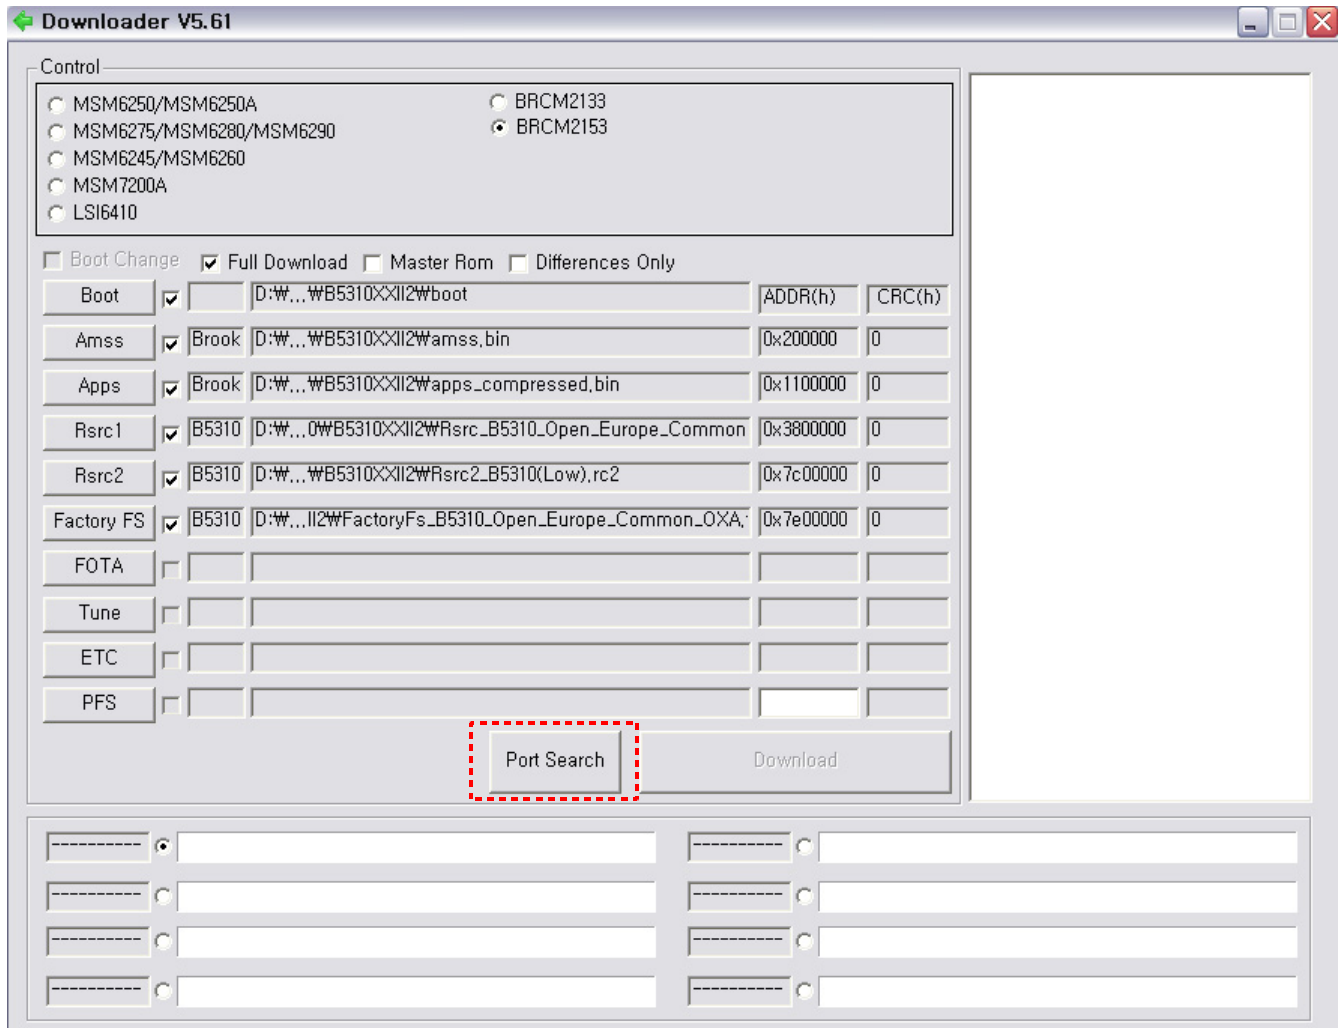 Downloader V5.61
Control
MSM6250/MSM6250A
BRCM2133
MSM6275/MSM6280/MSM6290
BRCM2153
MSM6245/MSM6260
MSM7200A
LSI6410
Boot Change Full Download Master Rom Differences Only
Boot D:₩,,,₩B5310XXII2₩boot ADDR(h) CRC(h)
Amss Brook D:₩,,,₩B5310XXII2₩amss,bin 0x200000 0
Apps Brook D:₩,,,₩B5310XXII2₩apps_compressed,bin 0x1100000 0
Rsrc1 B5310 D:₩,,,0₩B5310XXII2₩Rsrc_B5310_Open_Europe_Common 0x3800000 0
Rsrc2 B5310 D:₩,,,₩B5310XXII2₩Rsrc2_B5310(Low),rc2 0x7c00000 0
Factory FS B5310 D:₩,,,II2₩FactoryFs_B5310_Open_Europe_Common_OXA, 0x7e00000 0
FOTA
Tune
ETC
PFS
Port Search Download
---------- ----------
---------- ----------
---------- ----------
---------- ----------